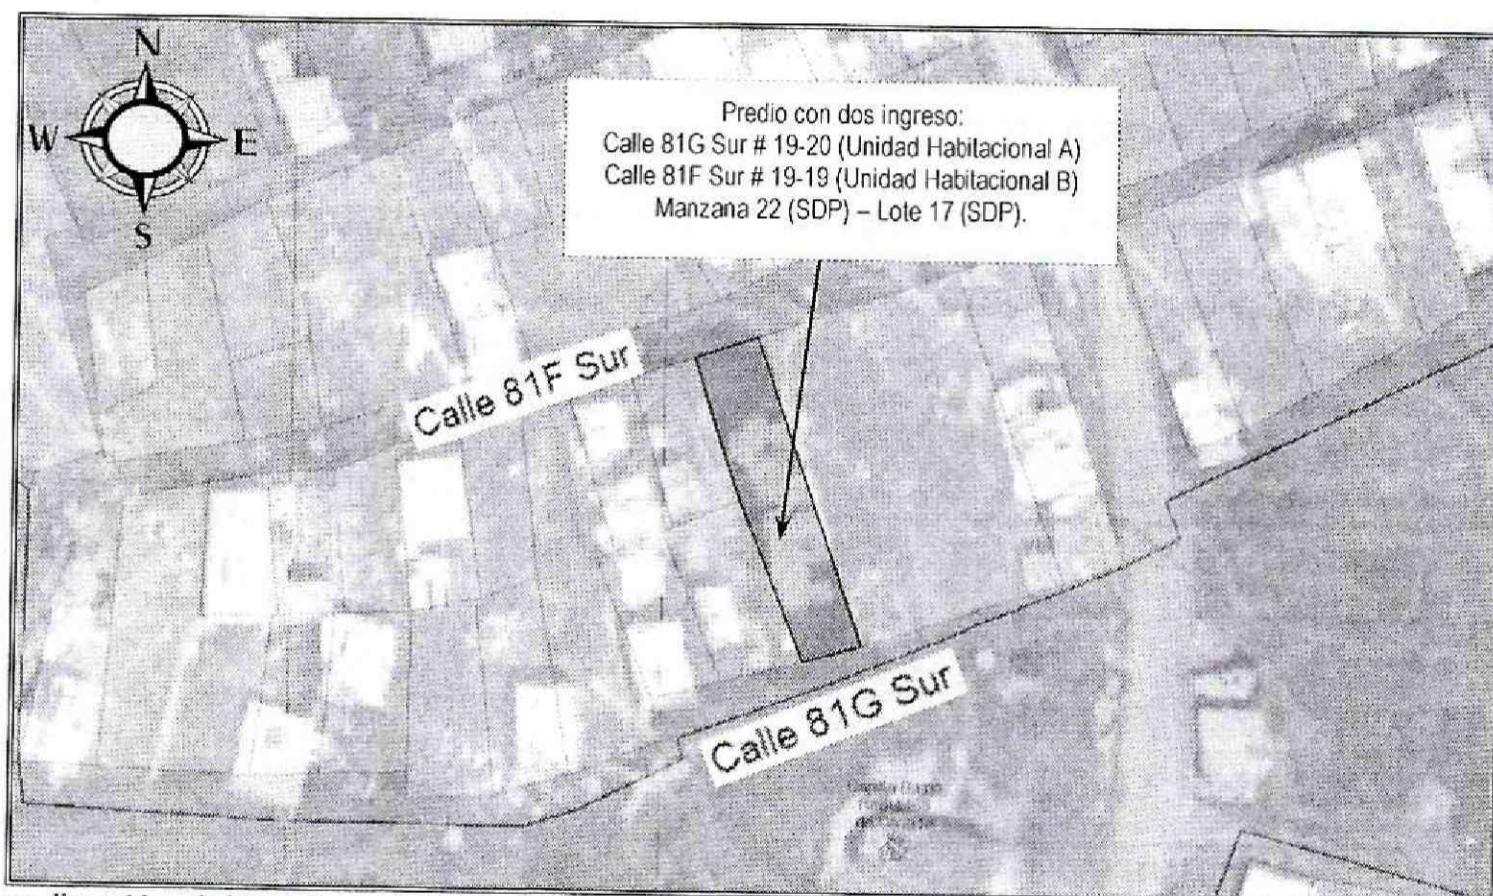 N
W
E
S
Predio con dos ingreso:
Calle 81G Sur # 19-20 (Unidad Habitacional A)
Calle 81F Sur # 19-19 (Unidad Habitacional B)
Manzana 22 (SDP) – Lote 17 (SDP).
Calle 81F Sur
Calle 81G Sur